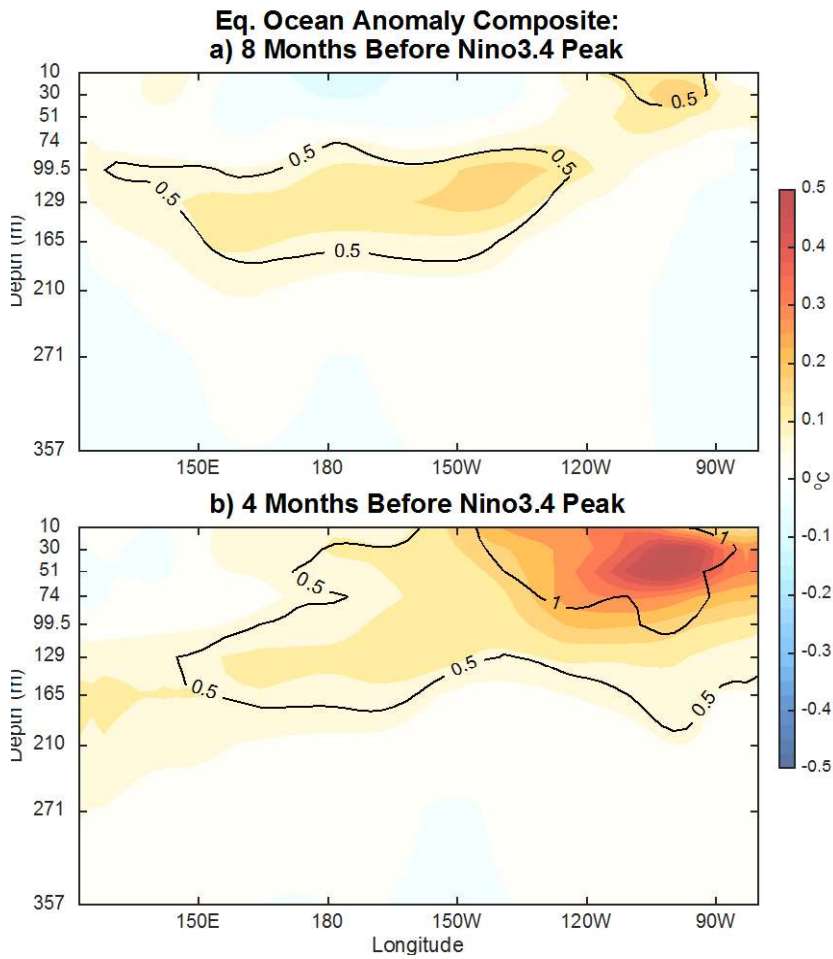 Eq. Ocean Anomaly Composite:
a) 8 Months Before Nino3.4 Peak
10
30
51
74
99.5
129
165
210
271
357
Depth (m)
0.5
0.5
0.5
0.5
0.5
150E
180
150W
120W
90W
b) 4 Months Before Nino3.4 Peak
10
30
51
74
99.5
129
165
210
271
357
Depth (m)
1
0.5
1
0.5
0.5
0.5
150E
180
150W
120W
90W
Longitude
0.5
0.4
0.3
0.2
0.1
0
-0.1
-0.2
-0.3
-0.4
-0.5
°C